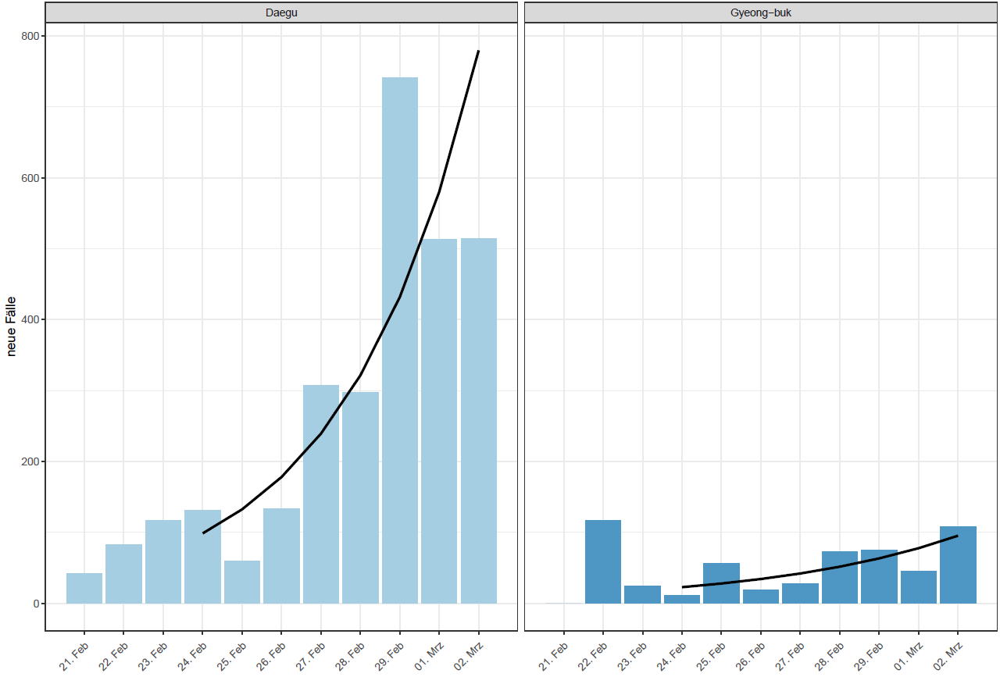 Daegu
Gyeong-buk
neue Fälle
800
600
400
200
0
21. Feb
22. Feb
23. Feb
24. Feb
25. Feb
26. Feb
27. Feb
28. Feb
29. Feb
01. Mrz
02. Mrz
21. Feb
22. Feb
23. Feb
24. Feb
25. Feb
26. Feb
27. Feb
28. Feb
29. Feb
01. Mrz
02. Mrz